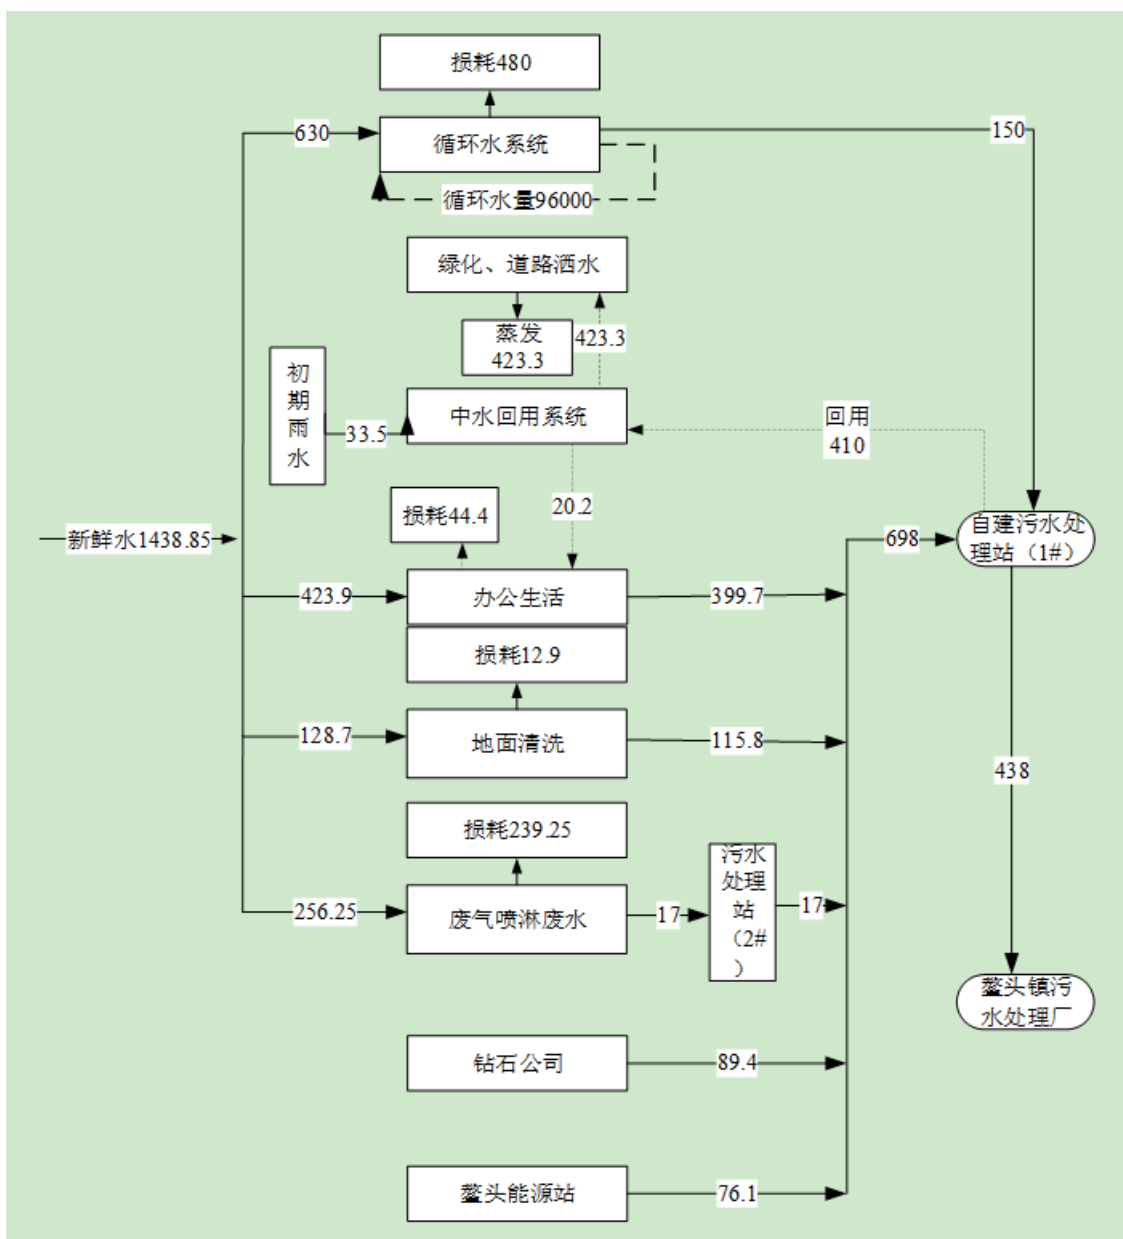 损耗480
630
循环水系统
150
循环水量96000
绿化、道路洒水
蒸发
423.3
423.3
初
期
雨
水
33.5
中水回用系统
回用
410
损耗44.4
20.2
新鲜水1438.85
698
自建污水处
理站（1#）
423.9
办公生活
399.7
损耗12.9
128.7
地面清洗
115.8
438
损耗239.25
256.25
废气喷淋废水
17
污水
处理
站
（2#
）
17
鳌头镇污
水处理厂
钻石公司
89.4
鳌头能源站
76.1